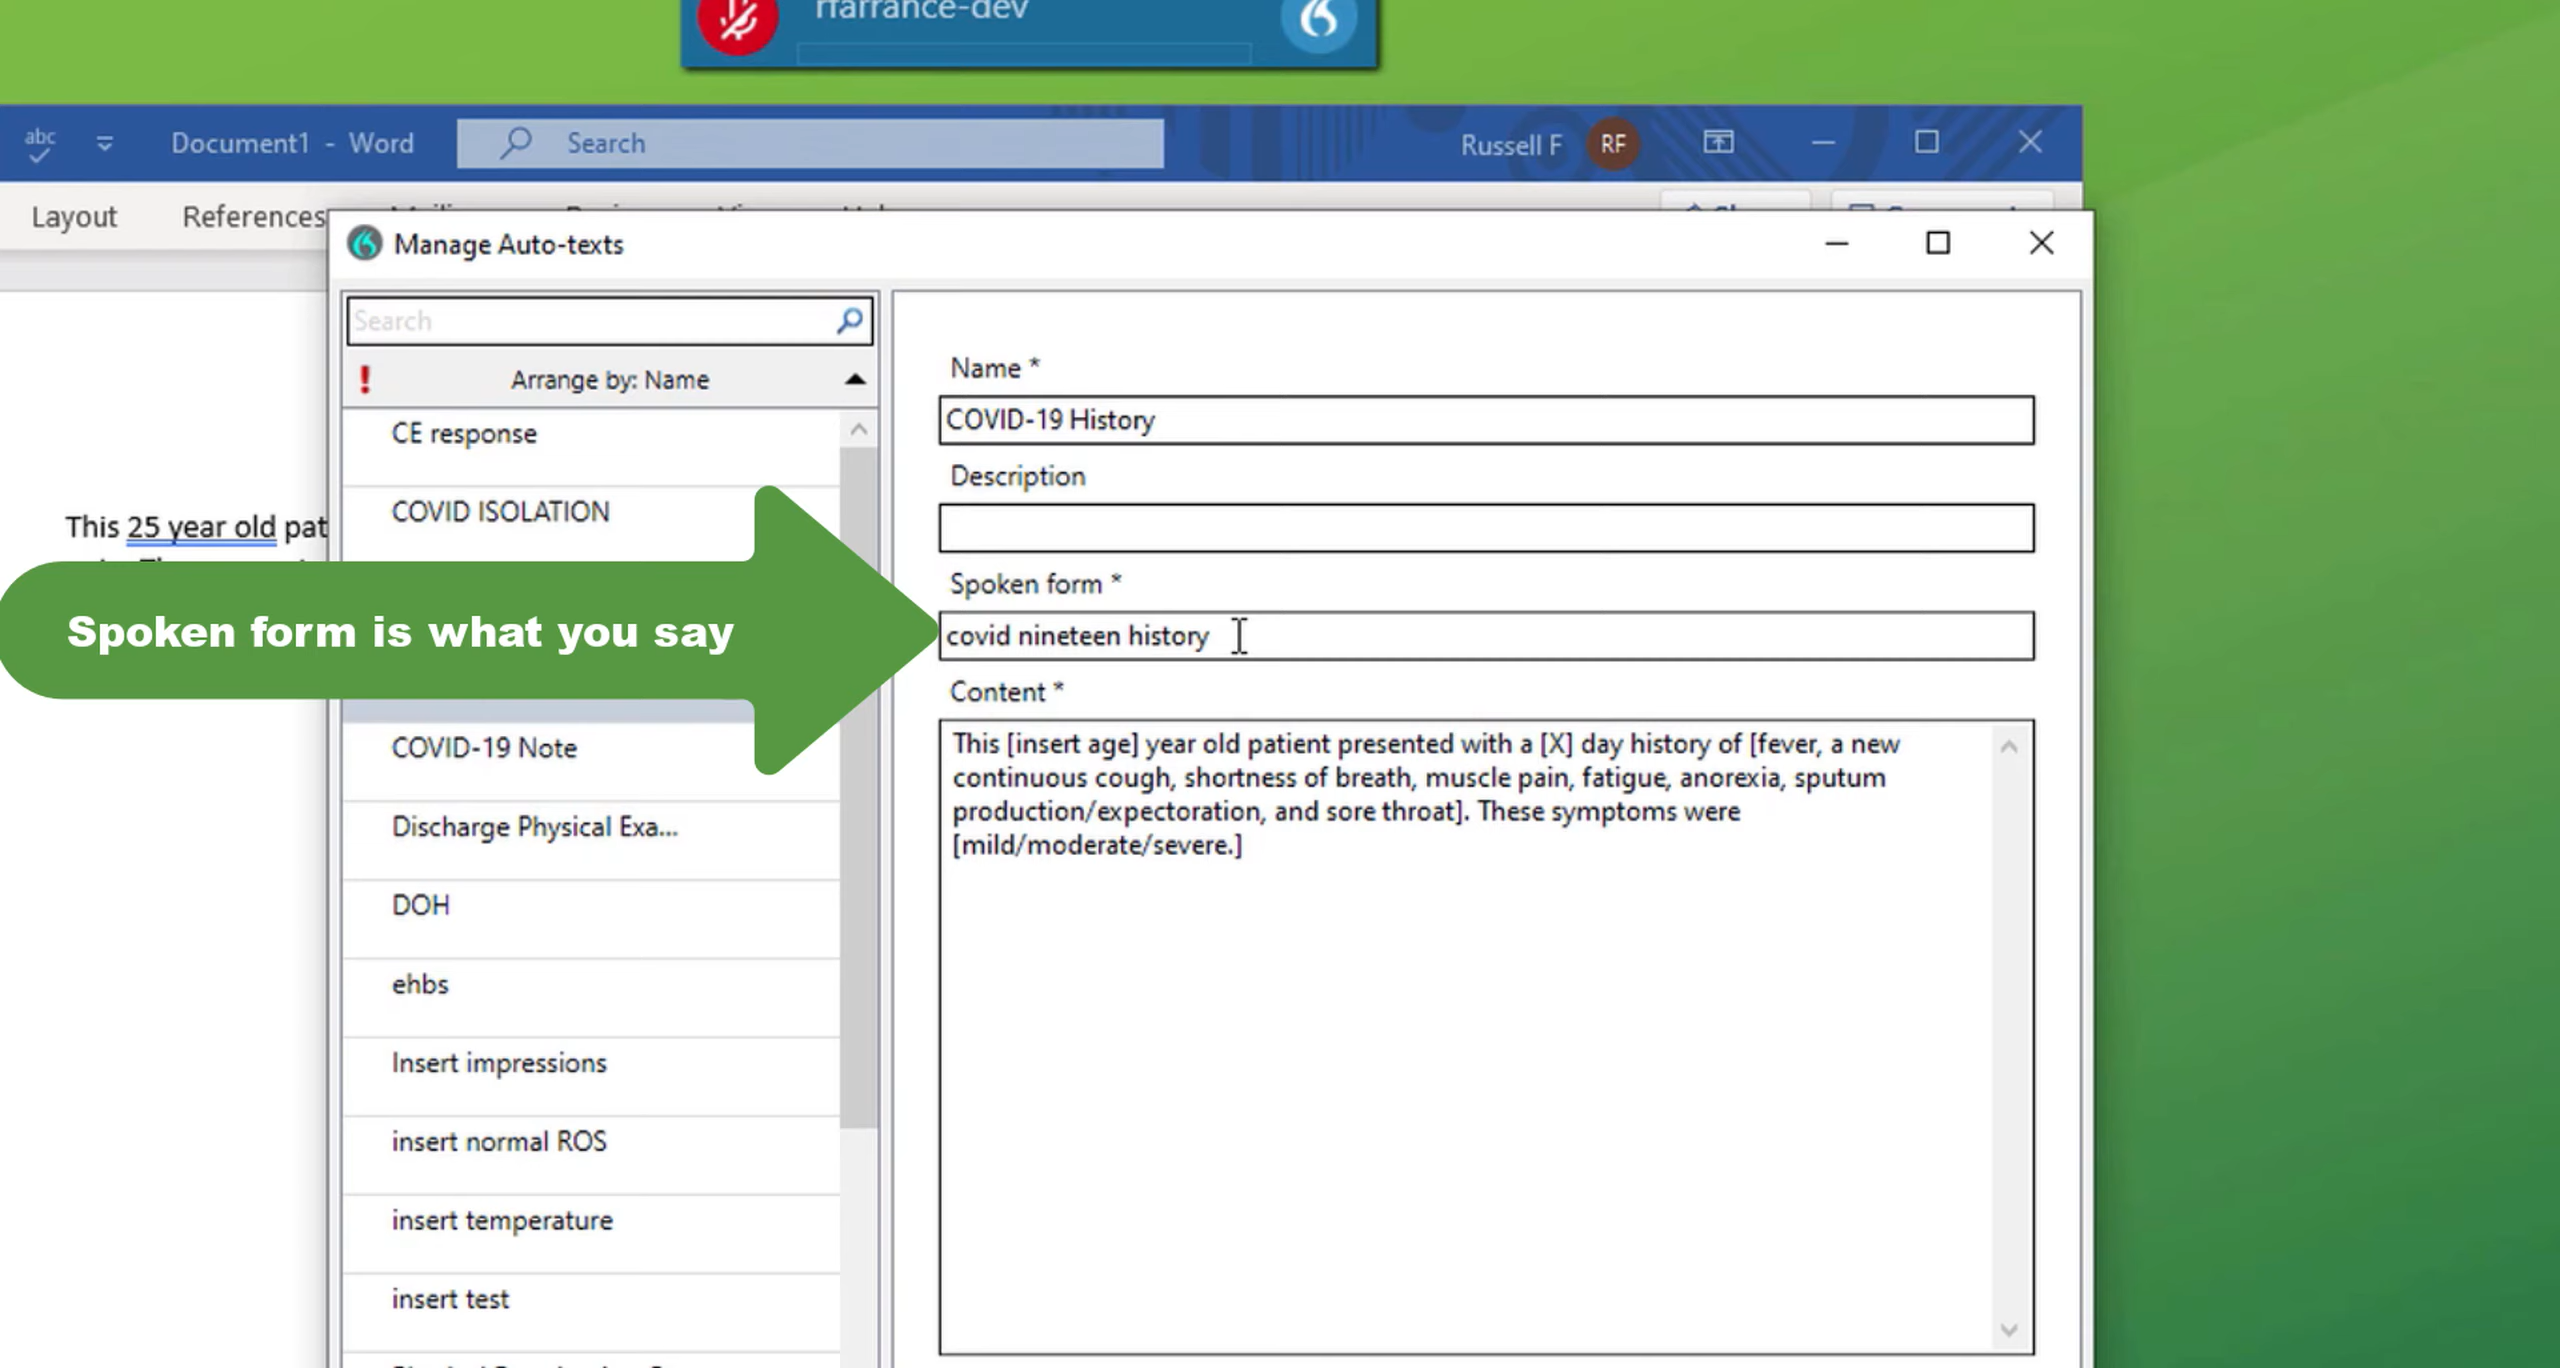 rfarrance-dev
abc
Document1 - Word
Search
Russell F
RF
Layout
References
Manage Auto-texts
Search
! Arrange by: Name
CE response
COVID ISOLATION
COVID-19 Note
Discharge Physical Exa...
DOH
ehbs
Insert impressions
insert normal ROS
insert temperature
insert test
This 25 year old pat
Spoken form is what you say
Name *
COVID-19 History
Description
Spoken form *
covid nineteen history
Content *
This [insert age] year old patient presented with a [X] day history of [fever, a new
continuous cough, shortness of breath, muscle pain, fatigue, anorexia, sputum
production/expectoration, and sore throat]. These symptoms were
[mild/moderate/severe.]